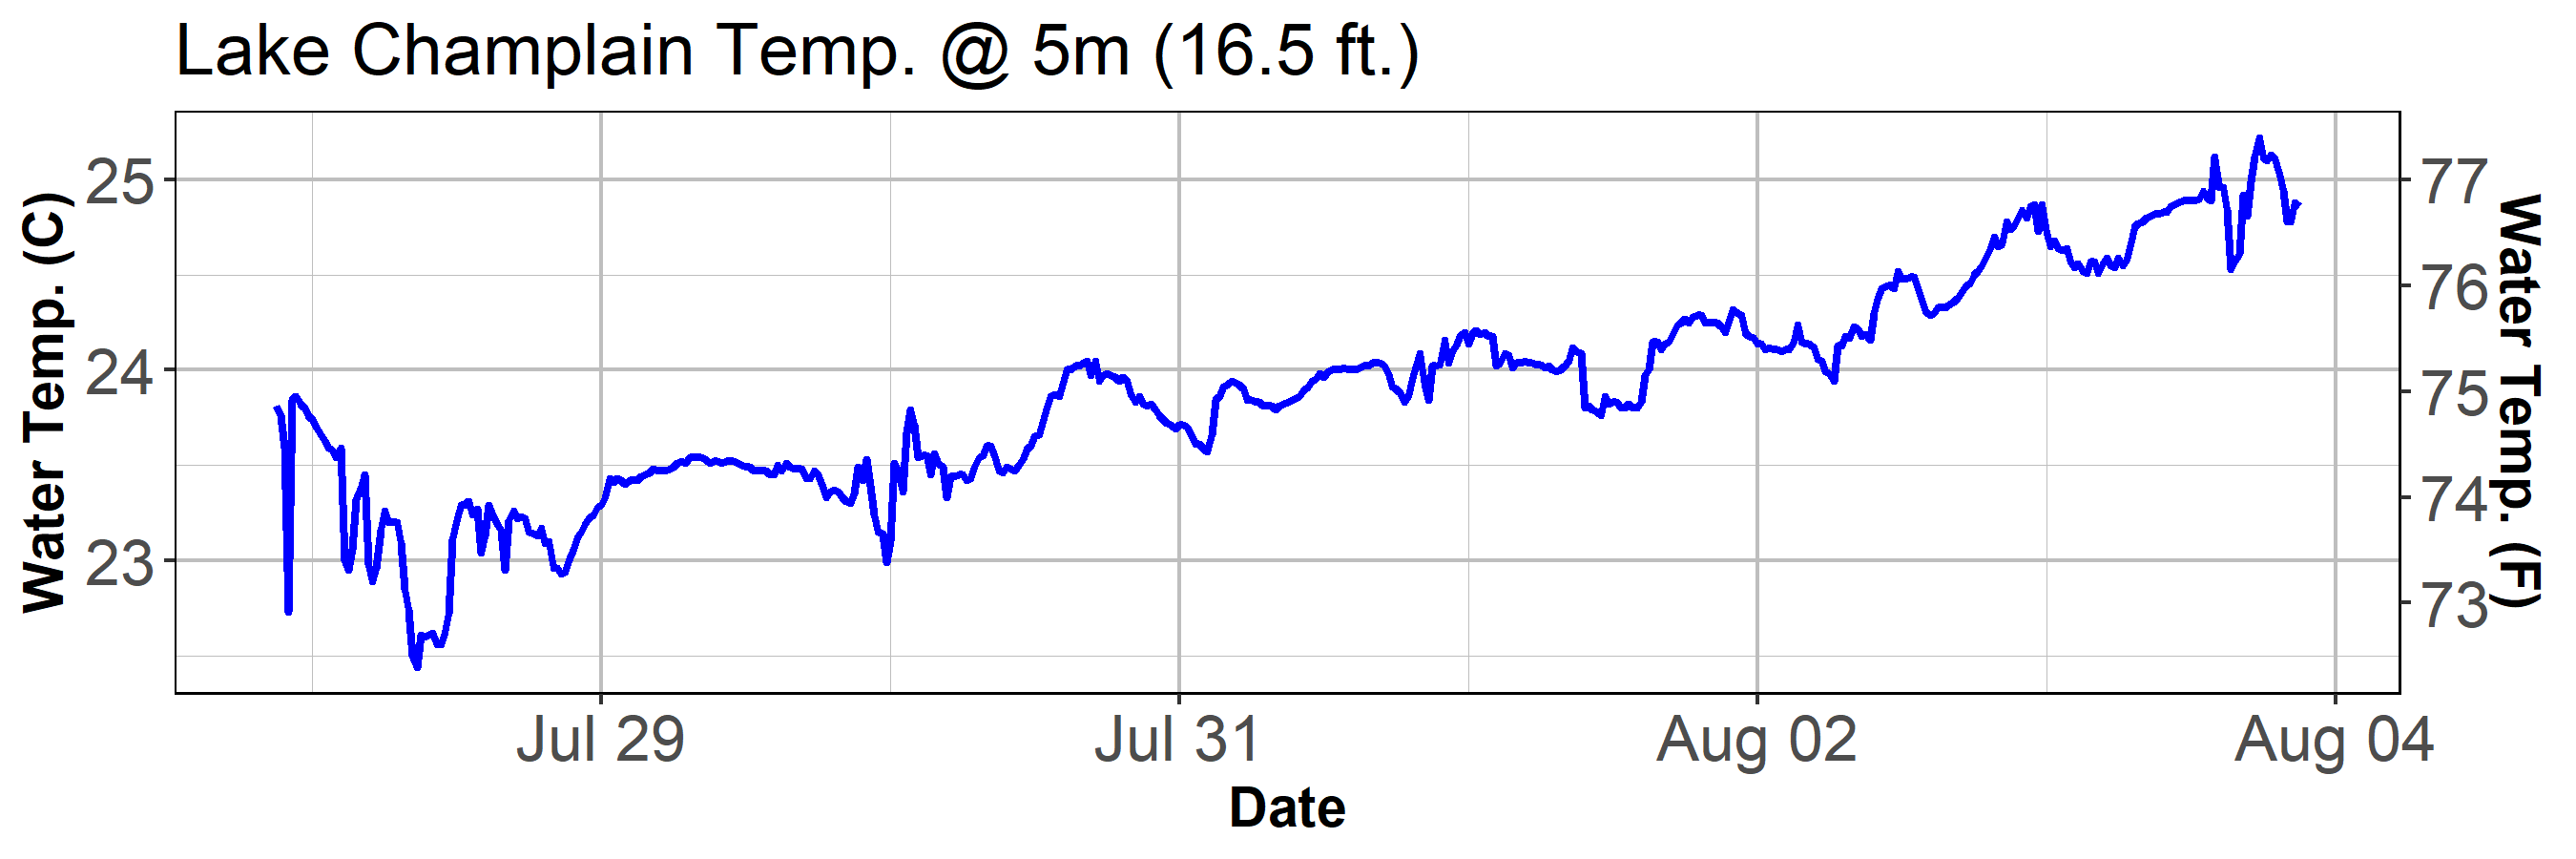 Lake Champlain Temp. @ 5m (16.5 ft.)
Water Temp. (C)
25
24
23
77
76
75
74
73
Water Temp. (F)
Jul 29
Jul 31
Aug 02
Aug 04
Date